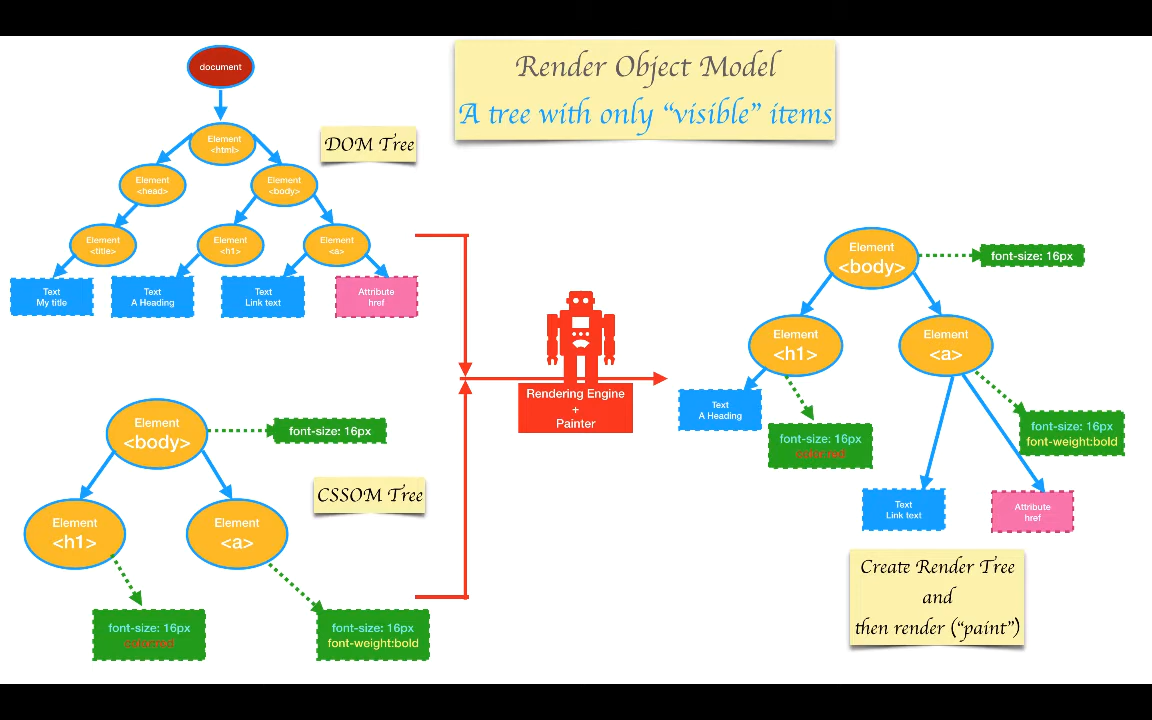 Render Object Model
A tree with only “visible” items
document
Element
<html>
DOM Tree
Element
<head>
Element
<body>
Element
<title>
Element
<h1>
Element
<a>
Text
My title
Text
A Heading
Text
Link text
Attribute
href
Element
<body>
font-size: 16px
CSSOM Tree
Element
<h1>
Element
<a>
font-size: 16px
color:red
font-size: 16px
font-weight:bold
Rendering Engine
+
Painter
Element
<body>
font-size: 16px
Element
<h1>
Element
<a>
Text
A Heading
font-size: 16px
color:red
font-size: 16px
font-weight:bold
Text
Link text
Attribute
href
Create Render Tree
and
then render (“paint”)